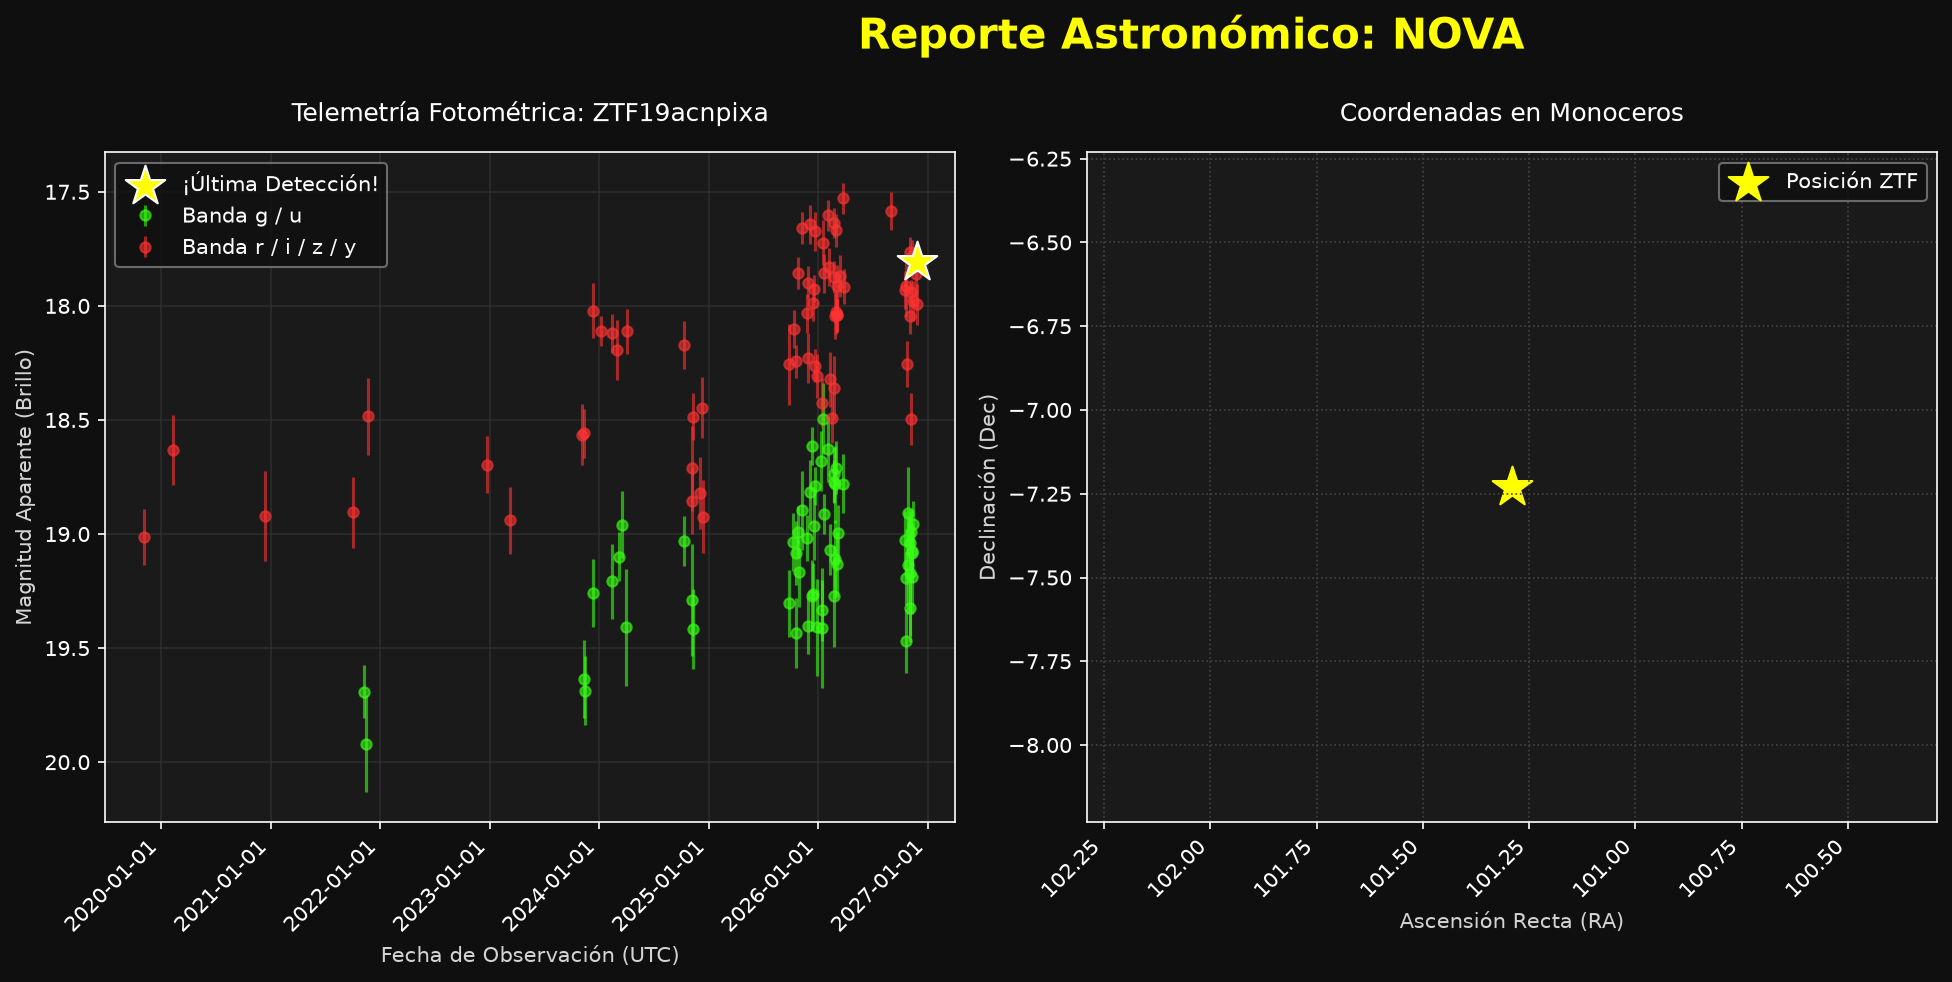 Reporte Astronómico: NOVA
Telemetría Fotométrica: ZTF19acnpixa
¡Última Detección!
Banda g / u
Banda r / i / z / y
Magnitud Aparente (Brillo)
17.5
18.0
18.5
19.0
19.5
20.0
2020-01-01
2021-01-01
2022-01-01
2023-01-01
2024-01-01
2025-01-01
2026-01-01
2027-01-01
Fecha de Observación (UTC)
Coordenadas en Monoceros
Posición ZTF
Declinación (Dec)
−6.25
−6.50
−6.75
−7.00
−7.25
−7.50
−7.75
−8.00
102.25
102.00
101.75
101.50
101.25
101.00
100.75
100.50
Ascensión Recta (RA)